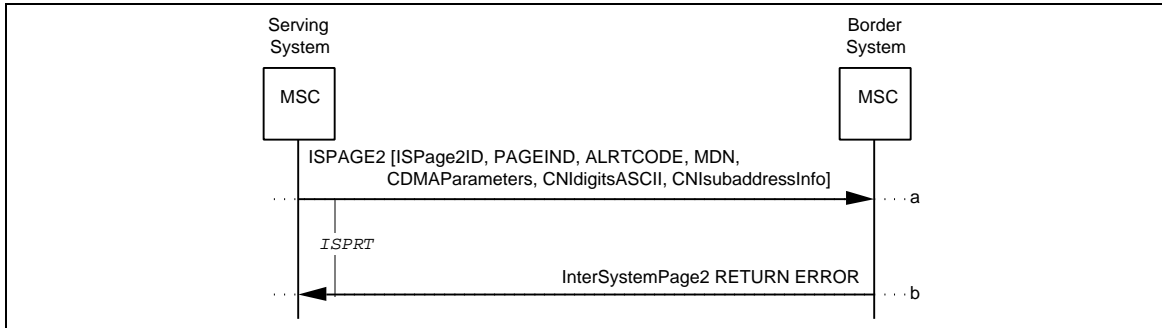 Serving
System
Border
System
MSC
MSC
ISPAGE2 [ISPage2ID, PAGEIND, ALRTCODE, MDN,
CDMAParameters, CNIdigitsASCII, CNIsubaddressInfo]
a
ISPRT
InterSystemPage2 RETURN ERROR
b